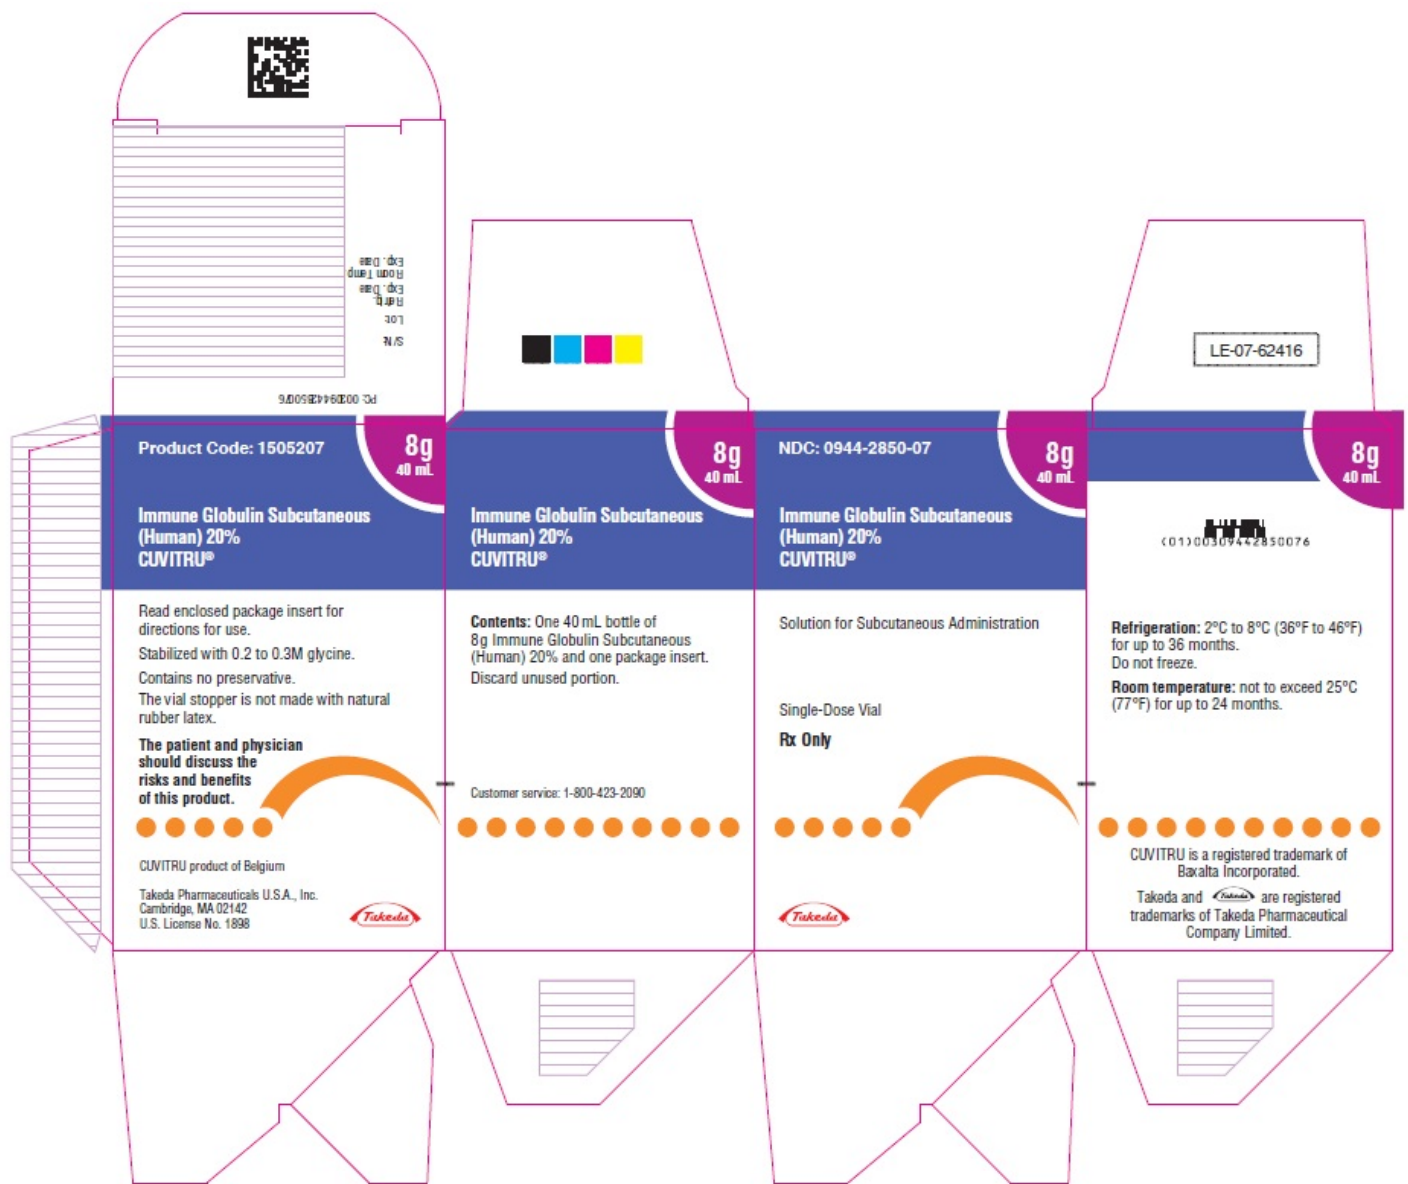 S/N:
Lot:
Refrig.
Exp. Date
Room Temp
Exp. Date
PC: 00309442850076
LE-07-62416
Product Code: 1505207
8g
40 mL
Immune Globulin Subcutaneous
(Human) 20%
CUVITRU®
Read enclosed package insert for
directions for use.
Stabilized with 0.2 to 0.3M glycine.
Contains no preservative.
The vial stopper is not made with natural
rubber latex.
The patient and physician
should discuss the
risks and benefits
of this product.
CUVITRU product of Belgium
Takeda Pharmaceuticals U.S.A., Inc.
Cambridge, MA 02142
U.S. License No. 1898
Takeda
8g
40 mL
Immune Globulin Subcutaneous
(Human) 20%
CUVITRU®
Contents: One 40 mL bottle of
8g Immune Globulin Subcutaneous
(Human) 20% and one package insert.
Discard unused portion.
Customer service: 1-800-423-2090
NDC: 0944-2850-07
8g
40 mL
Immune Globulin Subcutaneous
(Human) 20%
CUVITRU®
Solution for Subcutaneous Administration
Single-Dose Vial
Rx Only
Takeda
8g
40 mL
(01)00309442850076
Refrigeration: 2°C to 8°C (36°F to 46°F)
for up to 36 months.
Do not freeze.
Room temperature: not to exceed 25°C
(77°F) for up to 24 months.
CUVITRU is a registered trademark of
Baxalta Incorporated.
Takeda and Takeda are registered
trademarks of Takeda Pharmaceutical
Company Limited.